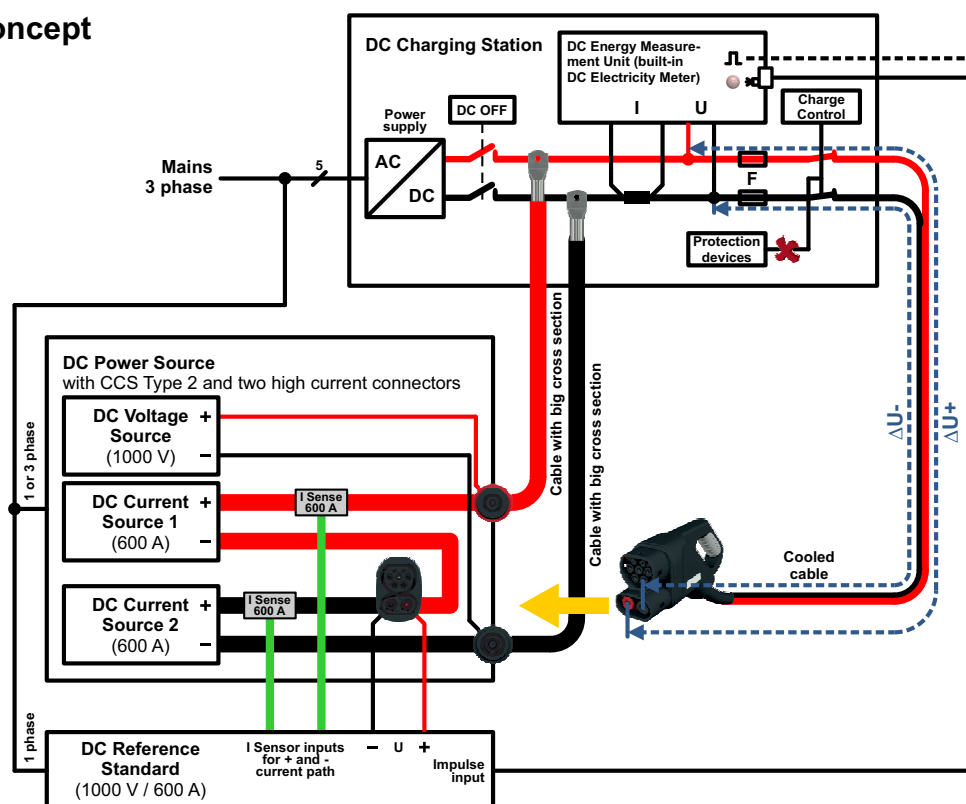 DC Charging Station
DC Energy Measure-
ment Unit (built-in
DC Electricity Meter)
I U
Charge
Control
Power
supply
DC OFF
AC
DC
Mains
3 phase
5
F
Protection
devices
DC Power Source
with CCS Type 2 and two high current connectors
DC Voltage
Source
(1000 V)
+
−
DC Current
Source 1
(600 A)
+
−
I Sense
600 A
DC Current
Source 2
(600 A)
+
−
I Sense
600 A
1 or 3 phase
1 phase
Cable with big cross section
Cable with big cross section
ΔU-
ΔU+
Cooled
cable
DC Reference
Standard
(1000 V / 600 A)
I Sensor inputs
for + and -
current path
− U +
Impulse
input